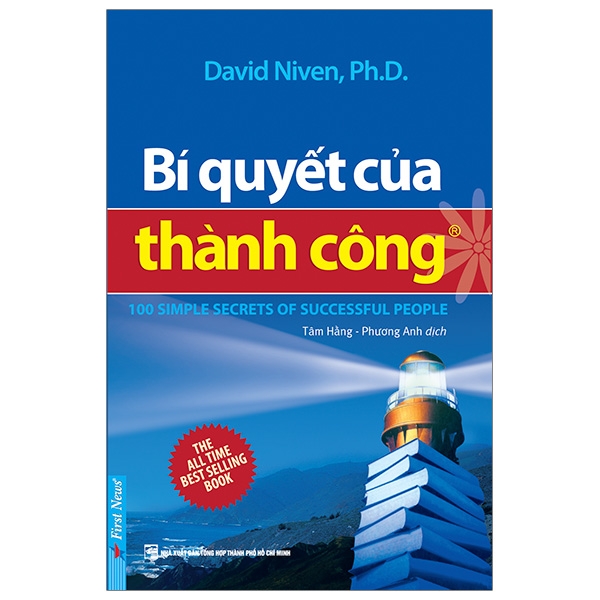 David Niven, Ph.D.
Bí quyết của
thành công®
100 SIMPLE SECRETS OF SUCCESSFUL PEOPLE
Tâm Hằng - Phương Anh dịch
THE
ALL TIME
BEST SELLING
BOOK
First News®
NHÀ XUẤT BẢN TỔNG HỢP THÀNH PHỐ HỒ CHÍ MINH